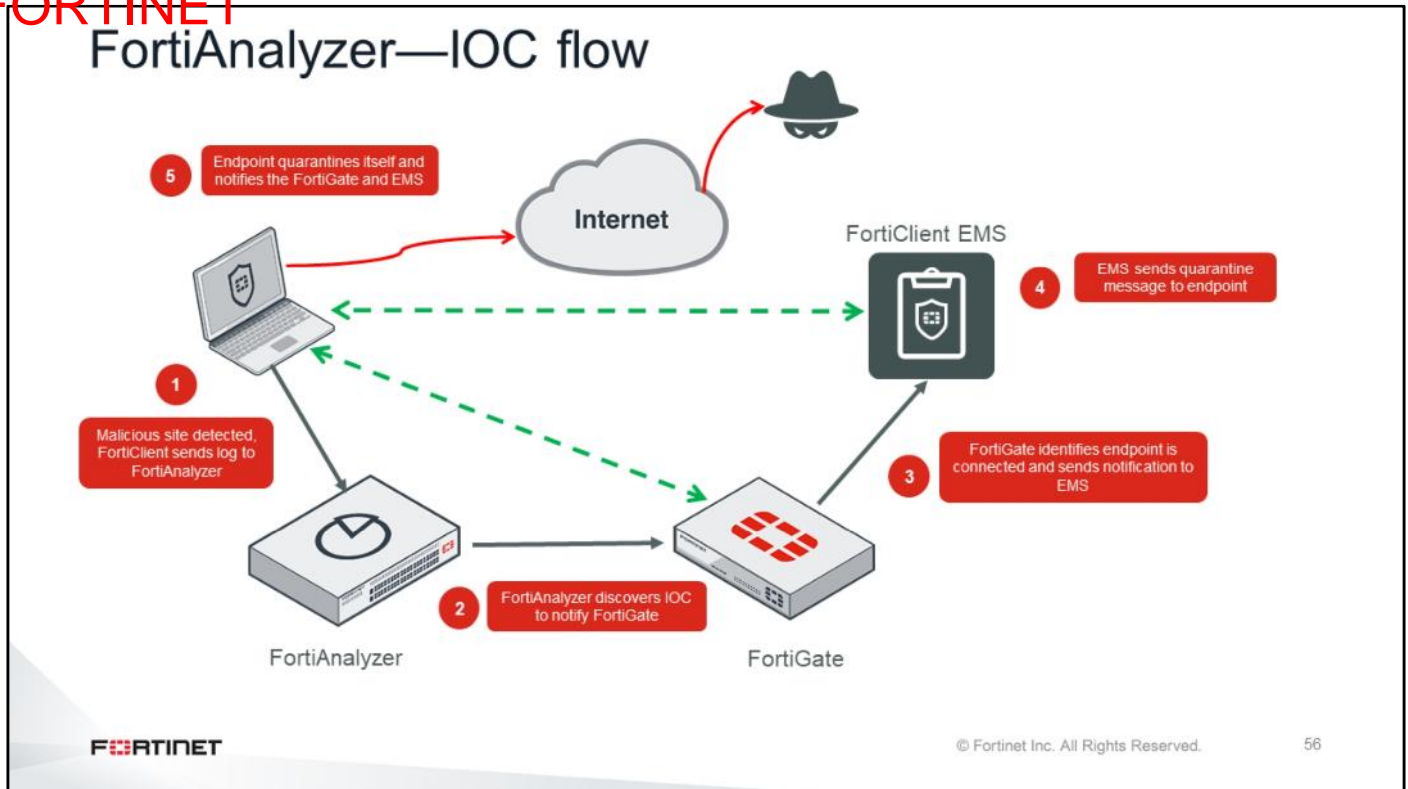 FORTINET
FortiAnalyzer—IOC flow
5
Endpoint quarantines itself and
notifies the FortiGate and EMS
Internet
FortiClient EMS
4
EMS sends quarantine
message to endpoint
1
Malicious site detected,
FortiClient sends log to
FortiAnalyzer
3
FortiGate identifies endpoint is
connected and sends notification to
EMS
2
FortiAnalyzer discovers IOC
to notify FortiGate
FortiAnalyzer
FortiGate
FORTINET
© Fortinet Inc. All Rights Reserved.
56